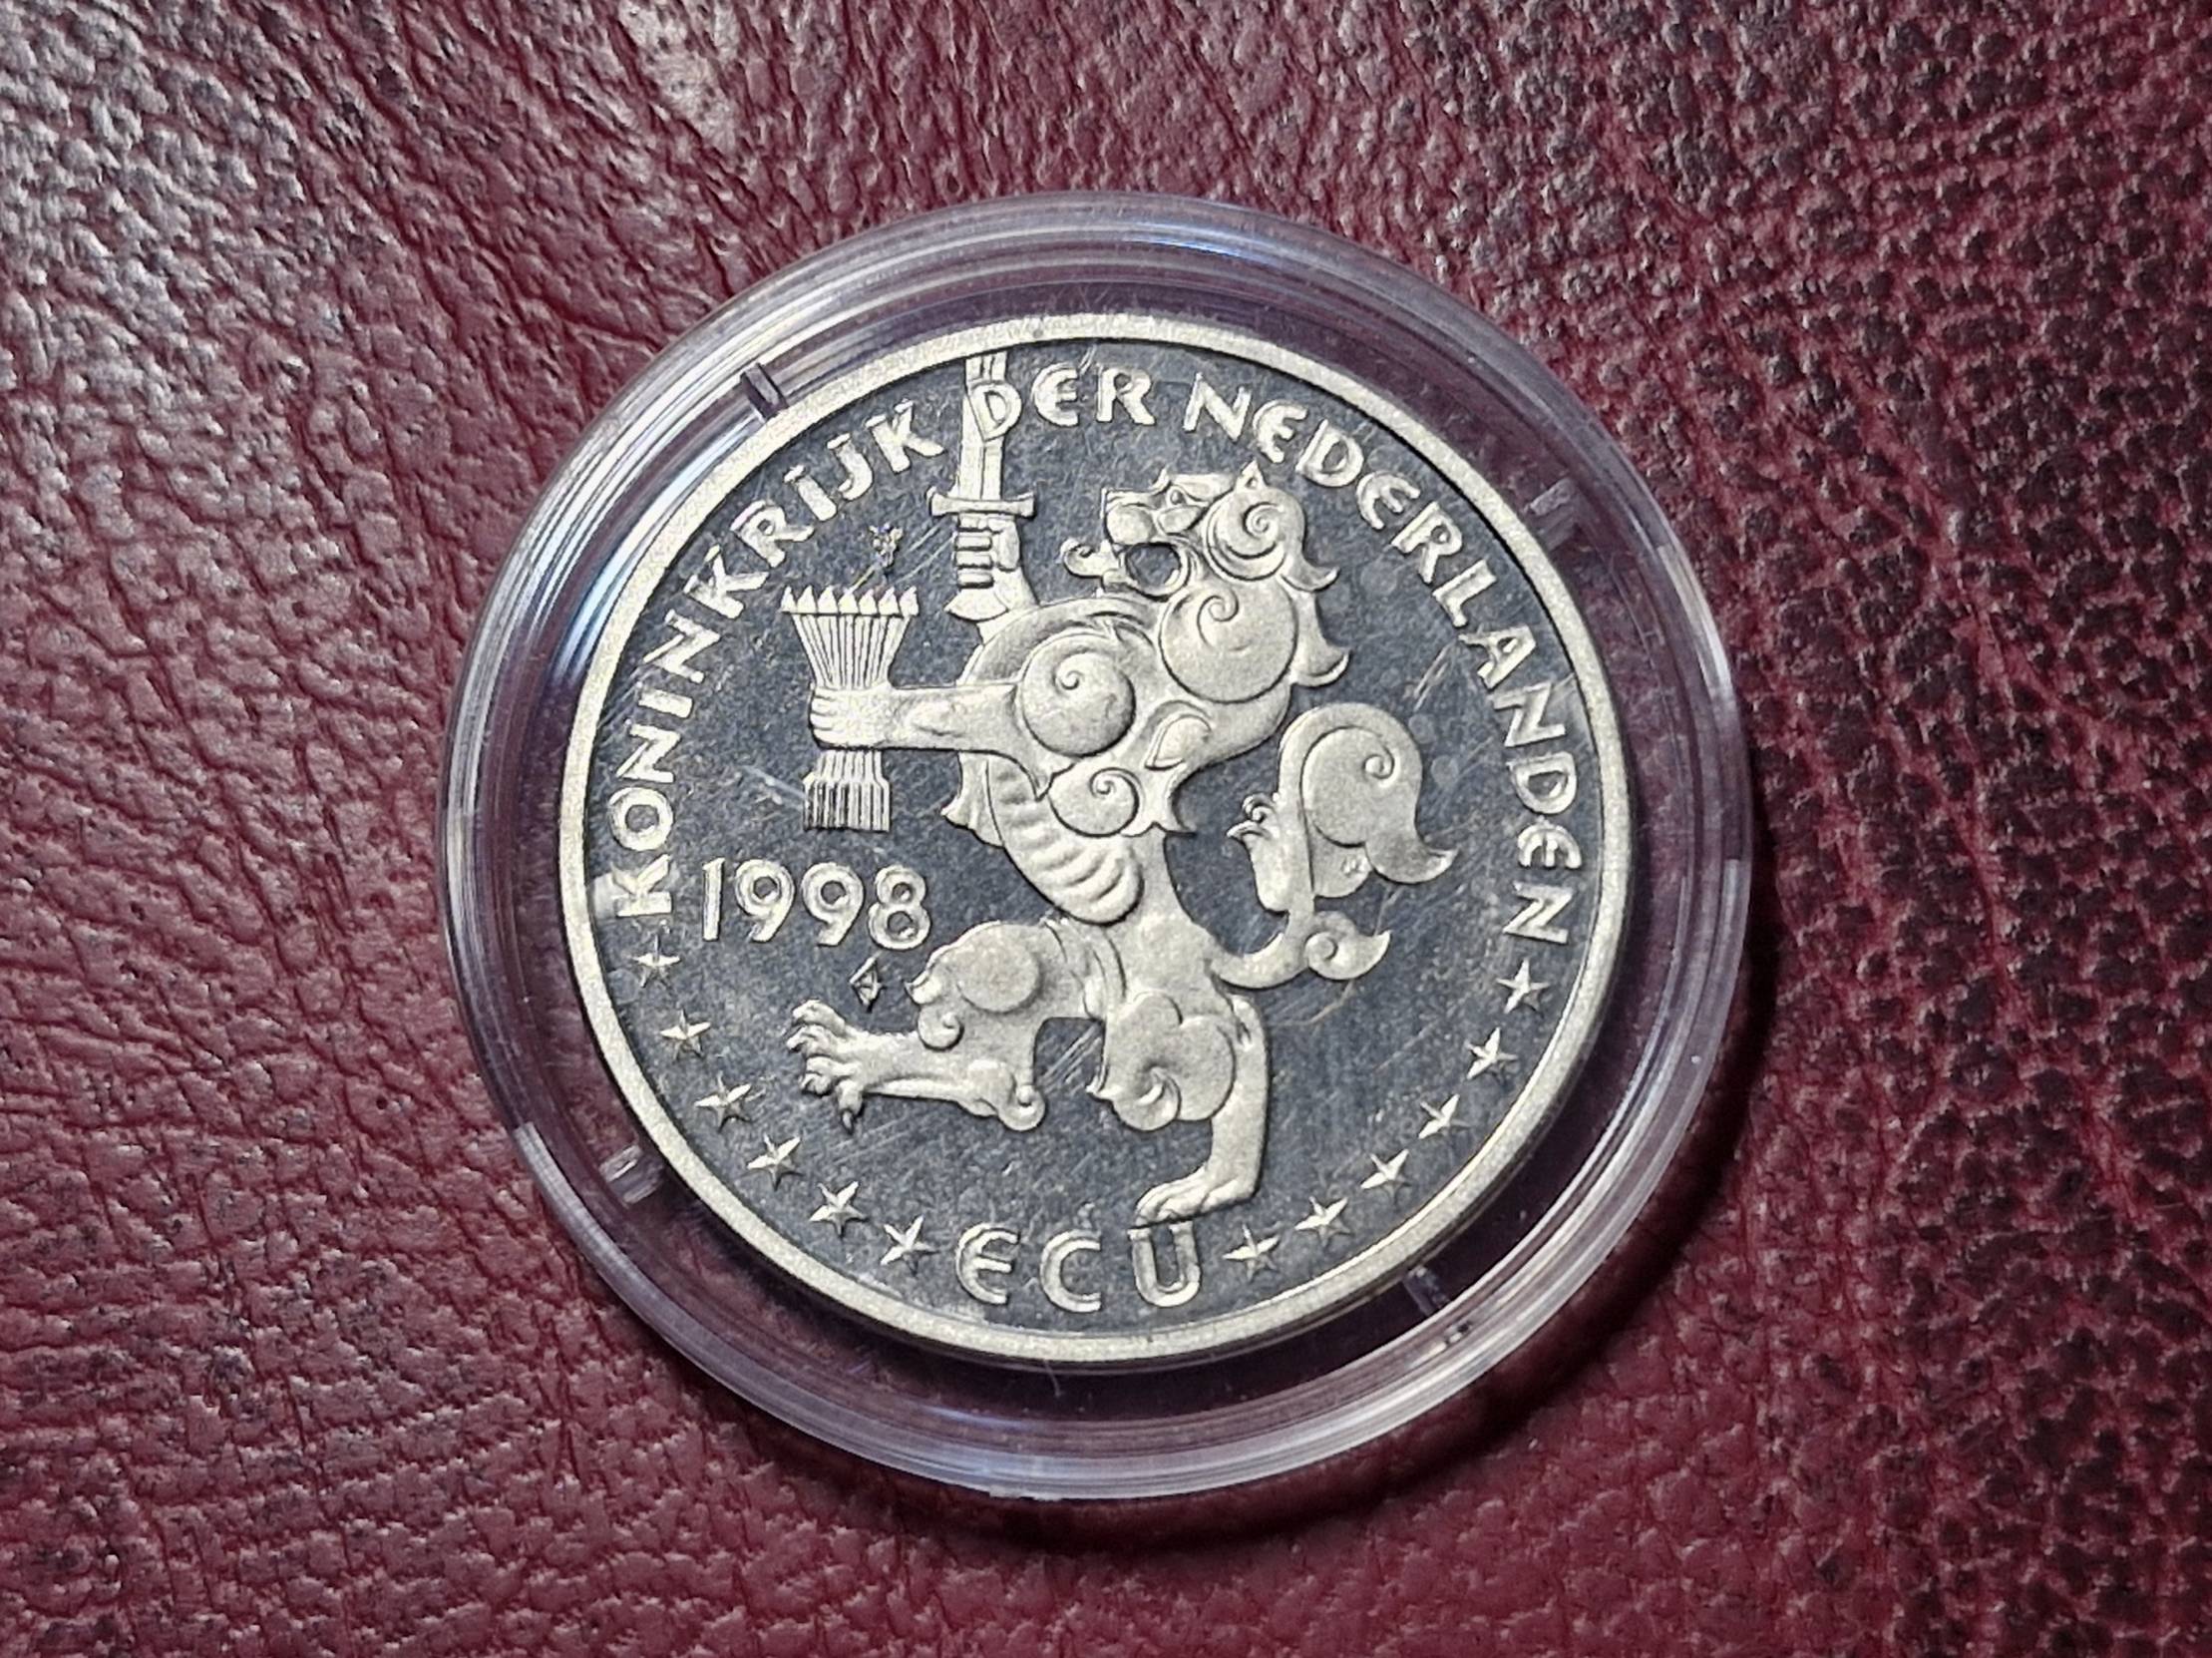 KONINKRIJK DER NEDERLANDEN
1998
ECU